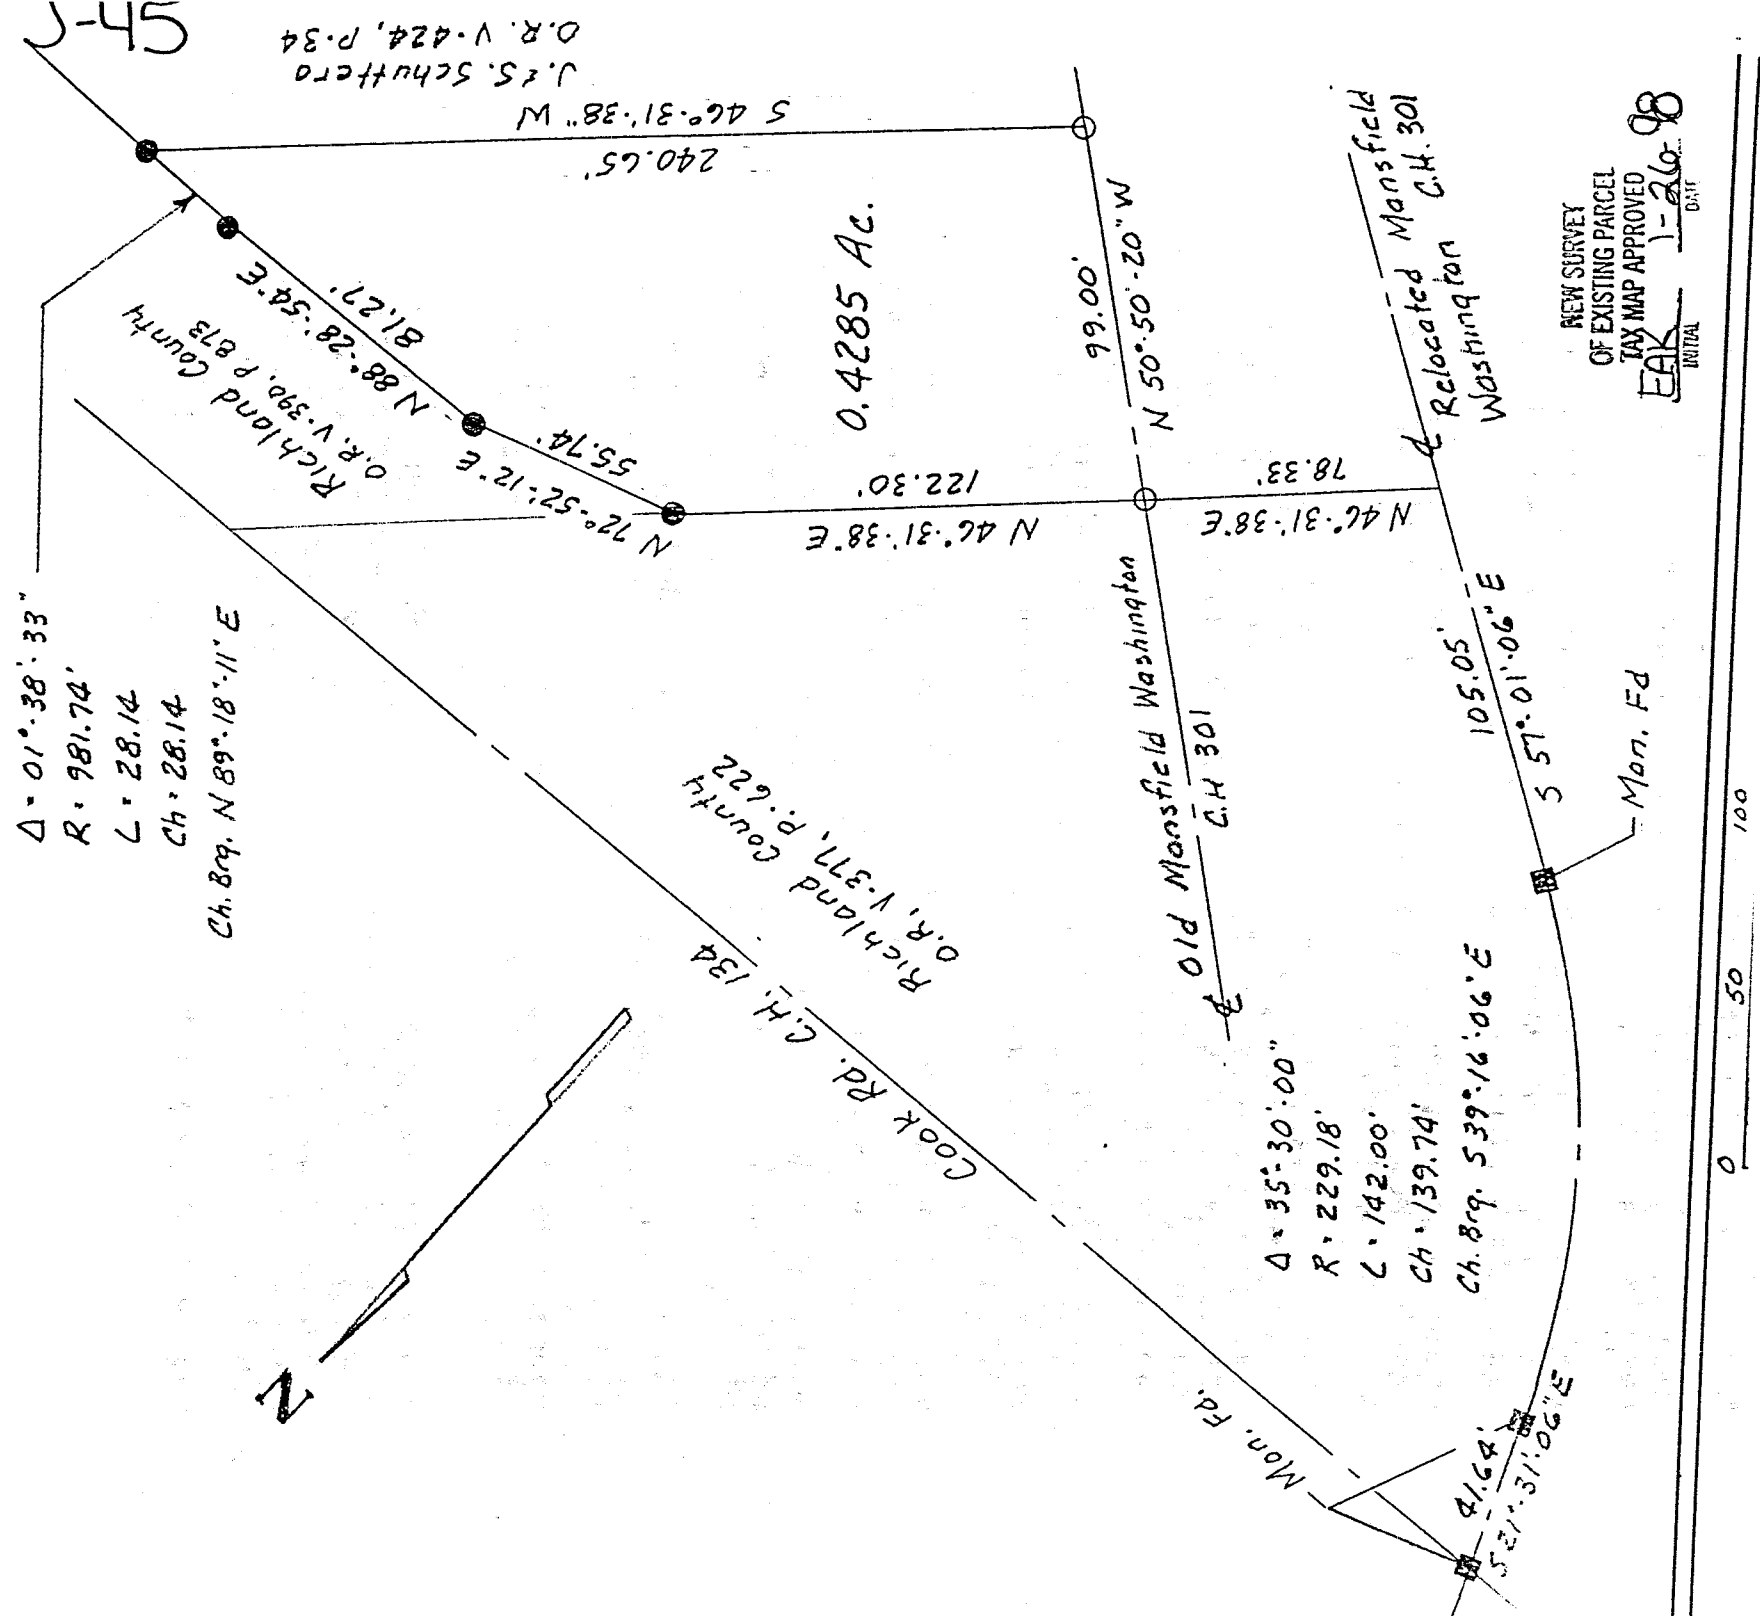 J-45
J. & S. Schuttera
O.R. V-424, P-34
S 46°-31'-38" W
240.65'
Δ = 01°-38'-33"
R = 981.74'
L = 28.14
Ch = 28.14
Ch. Brg. N 89°-18'-11" E
N 88°-28'-54" E
81.27'
Richland County
O.R. V-390, P. 873
N 72°-52'-12" E
55.74'
0.4285 Ac.
99.00'
N 50°-50'-20" W
N 46°-31'-38" E
122.30'
N 46°-31'-38" E
78.33'
℄ Relocated Mansfield
Washington C.H. 301
NEW SURVEY
OF EXISTING PARCEL
TAX MAP APPROVED
EAK 1-26-98
INITIAL DATE
℄ Old Mansfield Washington
C.H 301
105.05'
S 57°-01'-06" E
Mon. Fd
Richland County
O.R, V-377, P.-622
Cook Rd. C.H. 134
N
Δ = 35°-30'-00"
R = 229.18'
L = 142.00'
Ch = 139.74'
Ch. Brg. S 39°-16'-06" E
Mon. Fd.
41.64'
S 21°-31'-06" E
0 50 100